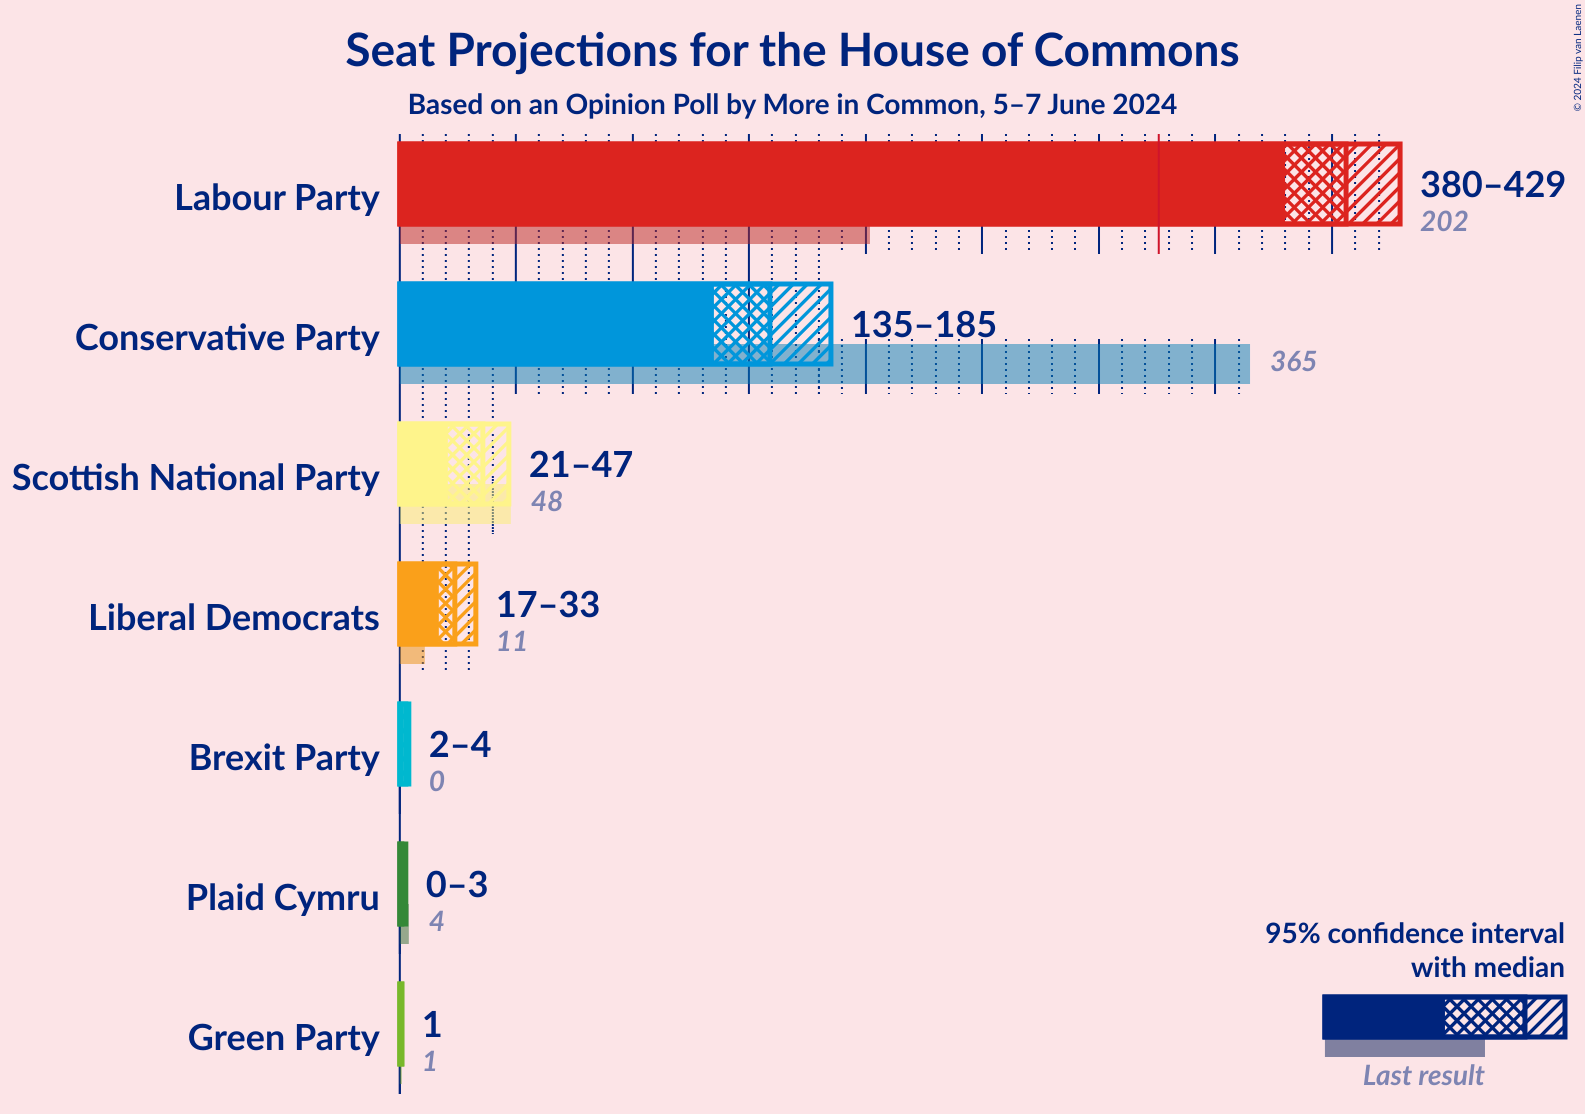 Seat Projections for the House of Commons
Based on an Opinion Poll by More in Common, 5–7 June 2024
© 2024 Filip van Laenen
Labour Party
380–429
202
Conservative Party
135–185
365
Scottish National Party
21–47
48
Liberal Democrats
17–33
11
Brexit Party
2–4
0
Plaid Cymru
0–3
4
Green Party
1
1
95% confidence interval
with median
Last result